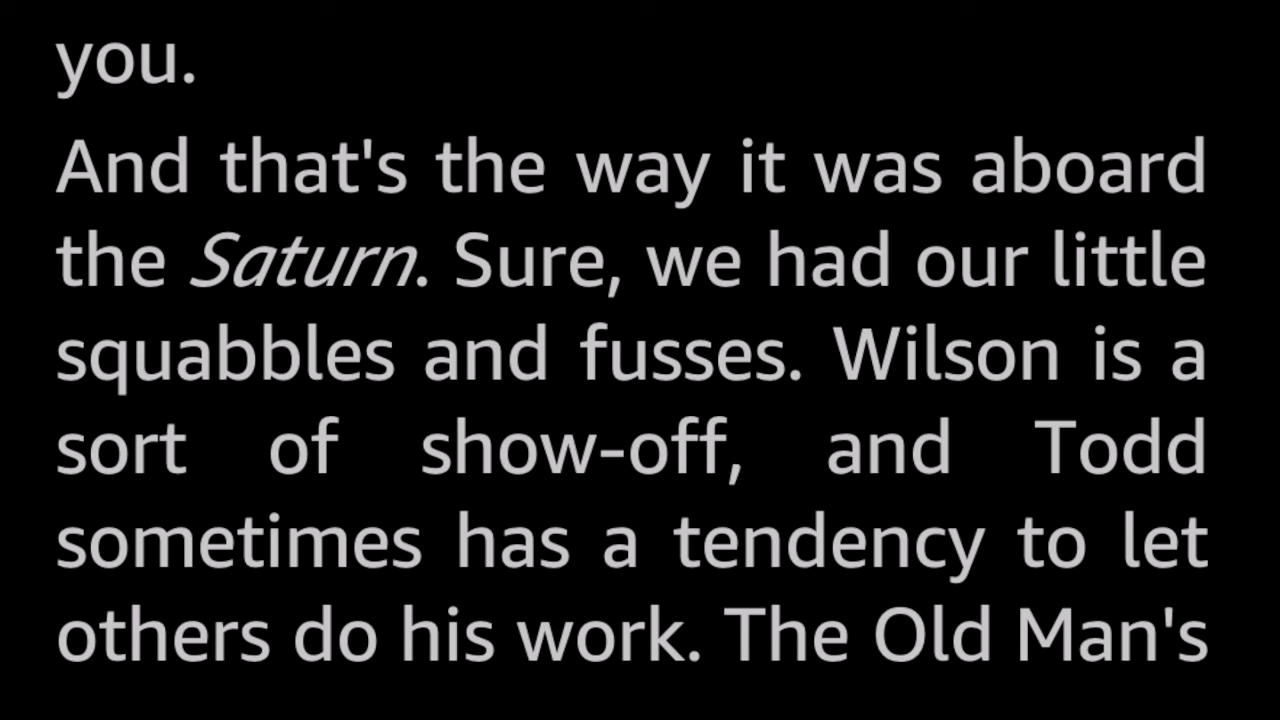 you.
And that's the way it was aboard
the Saturn. Sure, we had our little
squabbles and fusses. Wilson is a
sort of show-off, and Todd
sometimes has a tendency to let
others do his work. The Old Man's